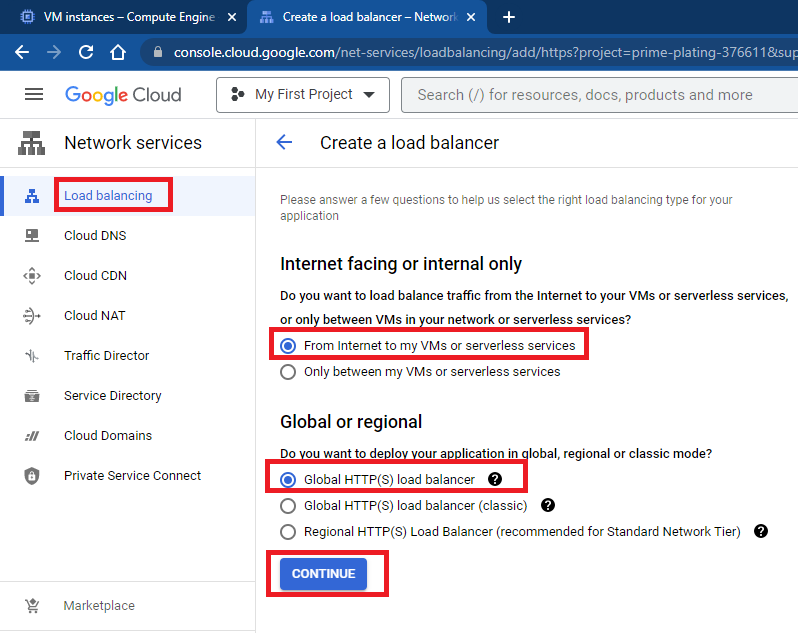 VM instances – Compute Engine
Create a load balancer – Network
console.cloud.google.com/net-services/loadbalancing/add/https?project=prime-plating-376611&sup
Google Cloud
My First Project
Search (/) for resources, docs, products and more
Network services
Create a load balancer
Load balancing
Cloud DNS
Cloud CDN
Cloud NAT
Traffic Director
Service Directory
Cloud Domains
Private Service Connect
Marketplace
Please answer a few questions to help us select the right load balancing type for your
application
Internet facing or internal only
Do you want to load balance traffic from the Internet to your VMs or serverless services,
or only between VMs in your network or serverless services?
From Internet to my VMs or serverless services
Only between my VMs or serverless services
Global or regional
Do you want to deploy your application in global, regional or classic mode?
Global HTTP(S) load balancer ?
Global HTTP(S) load balancer (classic) ?
Regional HTTP(S) Load Balancer (recommended for Standard Network Tier) ?
CONTINUE